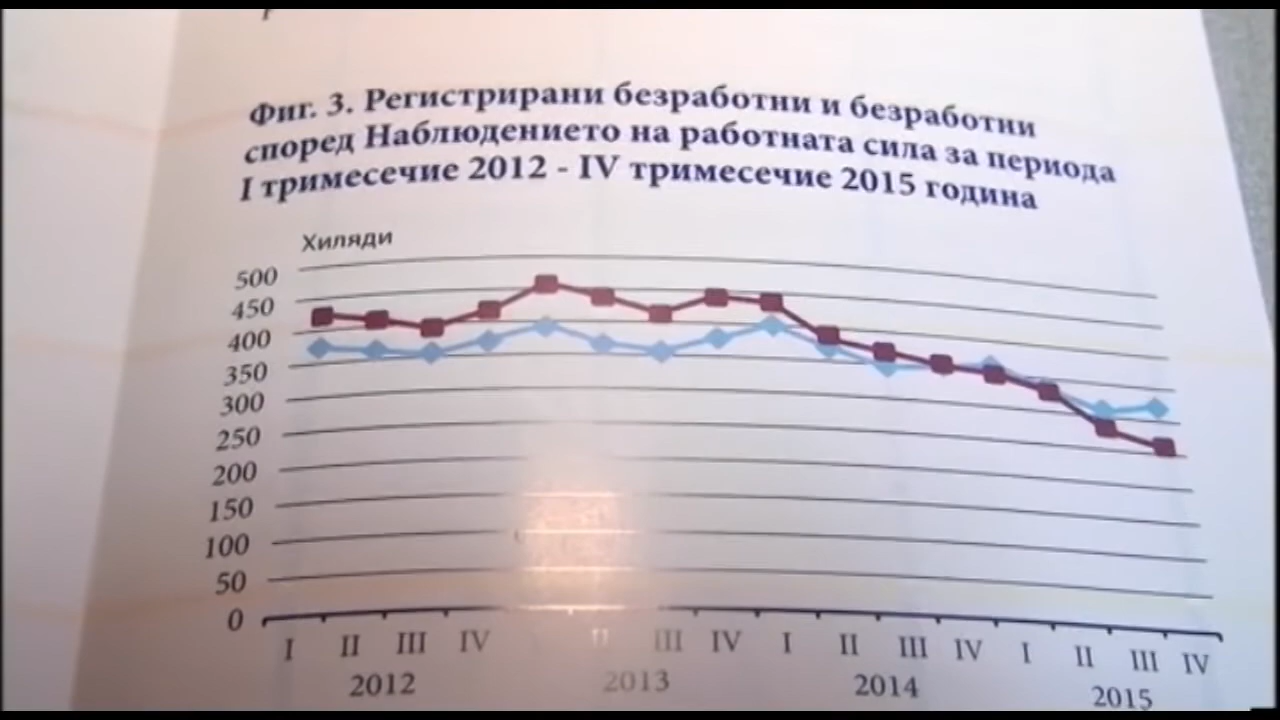 Фиг. 3. Регистрирани безработни и безработни
според Наблюдението на работната сила за периода
I тримесечие 2012 - IV тримесечие 2015 година
Хиляди
500
450
400
350
300
250
200
150
100
50
0
I II III IV II III IV I II III IV I II III IV
2012 2013 2014 2015